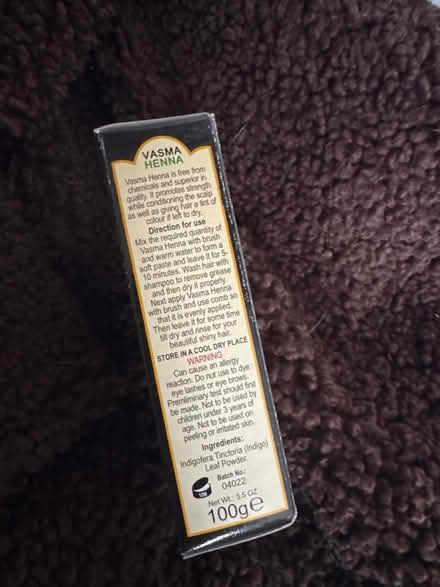 VASMA
HENNA
Vasma Henna is free from
chemicals and superior in
quality. It promotes strength
while conditioning the scalp
as well as giving hair a tint of
colour if left to dry.
Direction for use
Mix the required quantity of
Vasma Henna with brush
and warm water to form a
soft paste and leave it for 5-
10 minutes. Wash hair with
shampoo to remove grease
and then dry it properly.
Next apply Vasma Henna
with brush and use comb so
that it is evenly applied.
Then leave it for some time
till dry and rinse for your
beautiful shiny hair.
STORE IN A COOL DRY PLACE
WARNING
Can cause an allergy
reaction. Do not use to dye
eye lashes or eye brows.
Premliminary test should first
be made. Not to be used by
children under 3 years of
age. Not to be used on
peeling or irritated skin.
Ingredients:
Indigofera Tinctoria (Indigo)
Leaf Powder.
Batch No.:
04022
Net Wt.: 3.5 OZ
100g℮